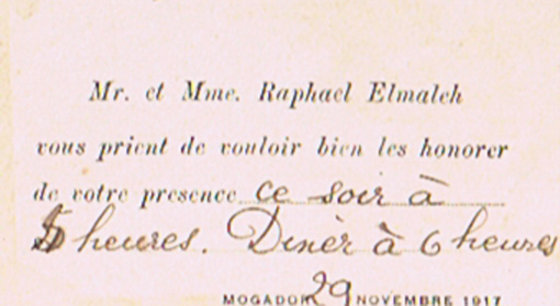 Mr. et Mme. Raphael Elmaleh
vous prient de vouloir bien les honorer
de votre presence ce soir à
5 heures. Dinèr à 6 heures
MOGADOR 29 NOVEMBRE 1917